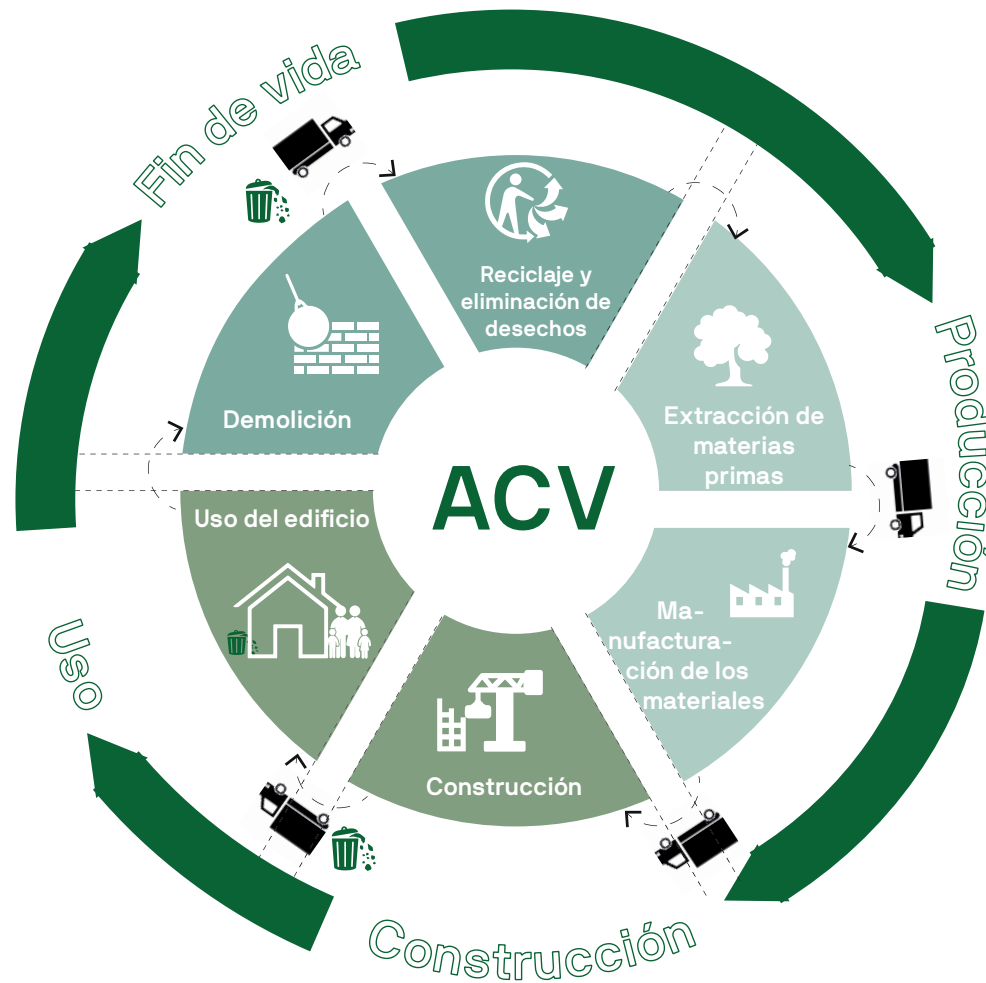 Fin de vida
Reciclaje y
eliminación de
desechos
Extracción de
materias
primas
Producción
Demolición
ACV
Uso del edificio
Ma-
nufactura-
ción de los
materiales
Uso
Construcción
Construcción